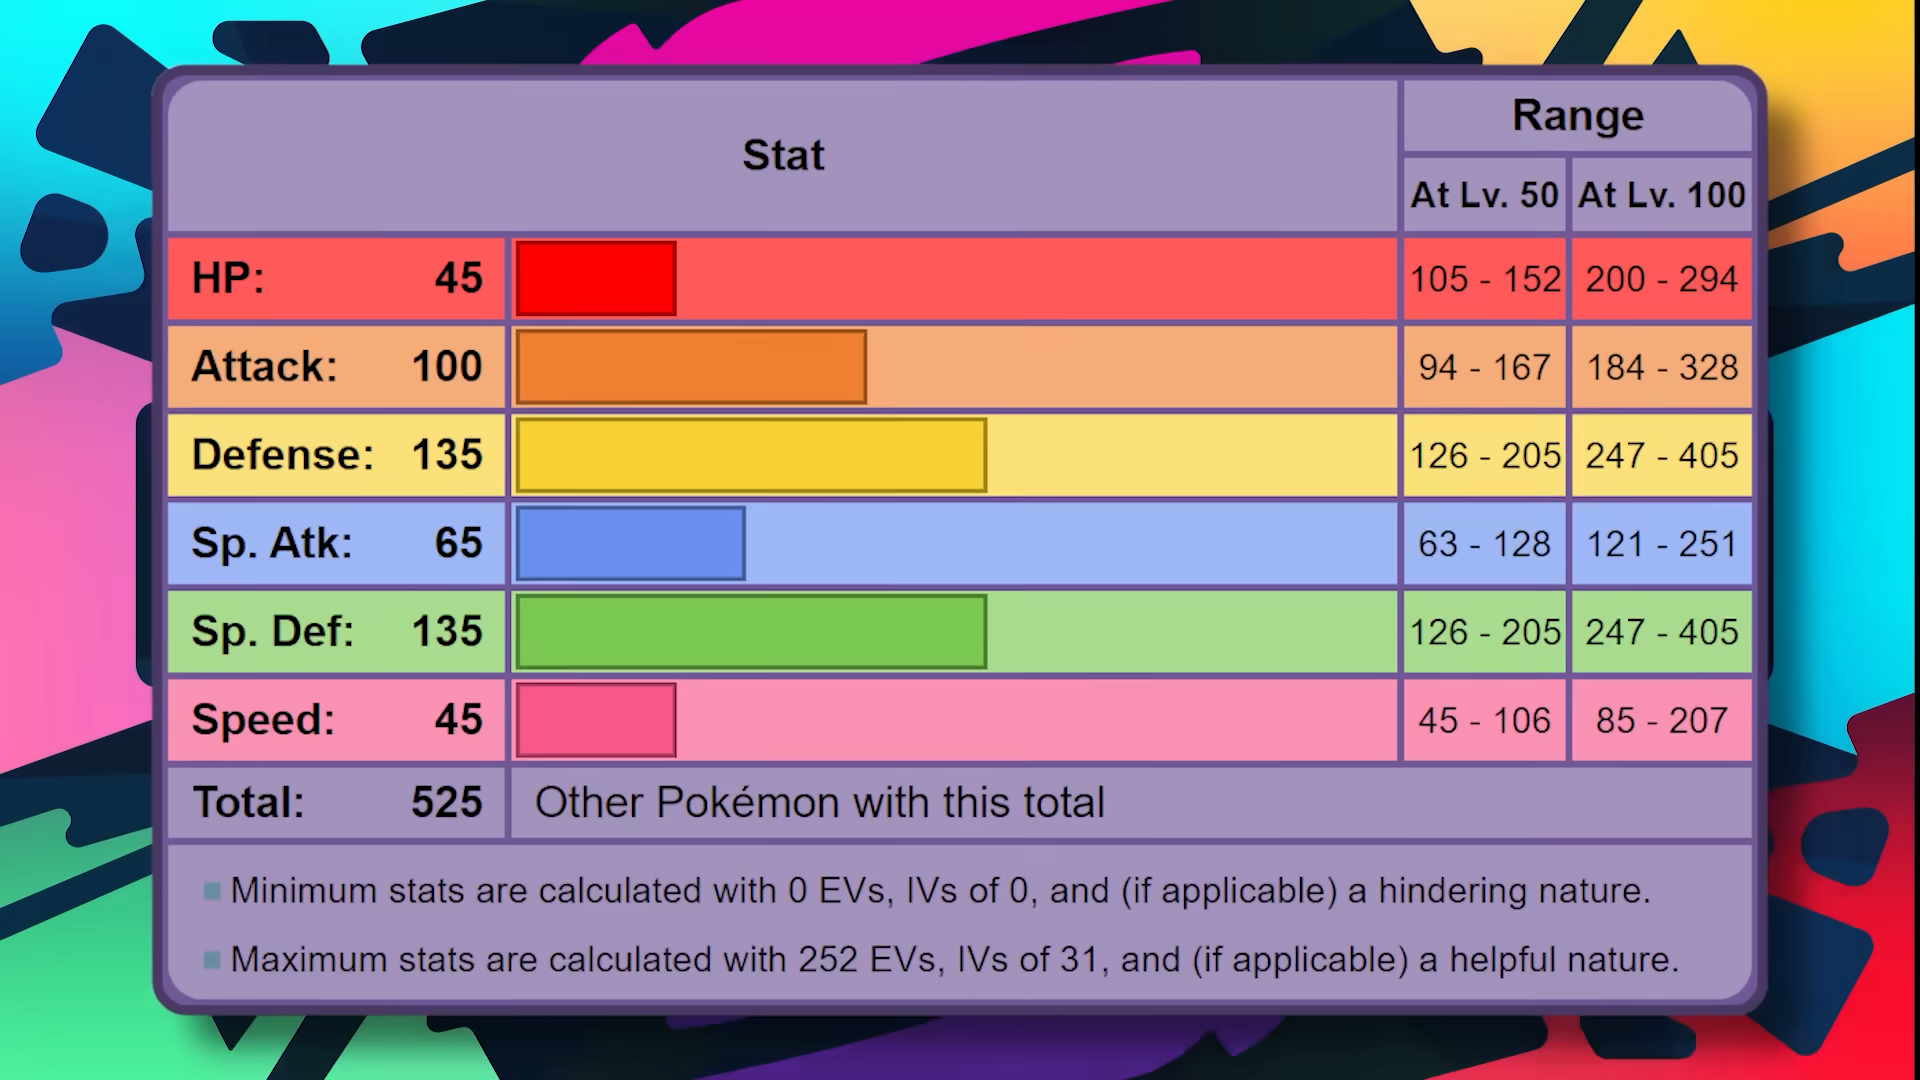 Stat
Range
At Lv. 50 At Lv. 100
HP: 45 105 - 152 200 - 294
Attack: 100 94 - 167 184 - 328
Defense: 135 126 - 205 247 - 405
Sp. Atk: 65 63 - 128 121 - 251
Sp. Def: 135 126 - 205 247 - 405
Speed: 45 45 - 106 85 - 207
Total: 525 Other Pokémon with this total
Minimum stats are calculated with 0 EVs, IVs of 0, and (if applicable) a hindering nature.
Maximum stats are calculated with 252 EVs, IVs of 31, and (if applicable) a helpful nature.